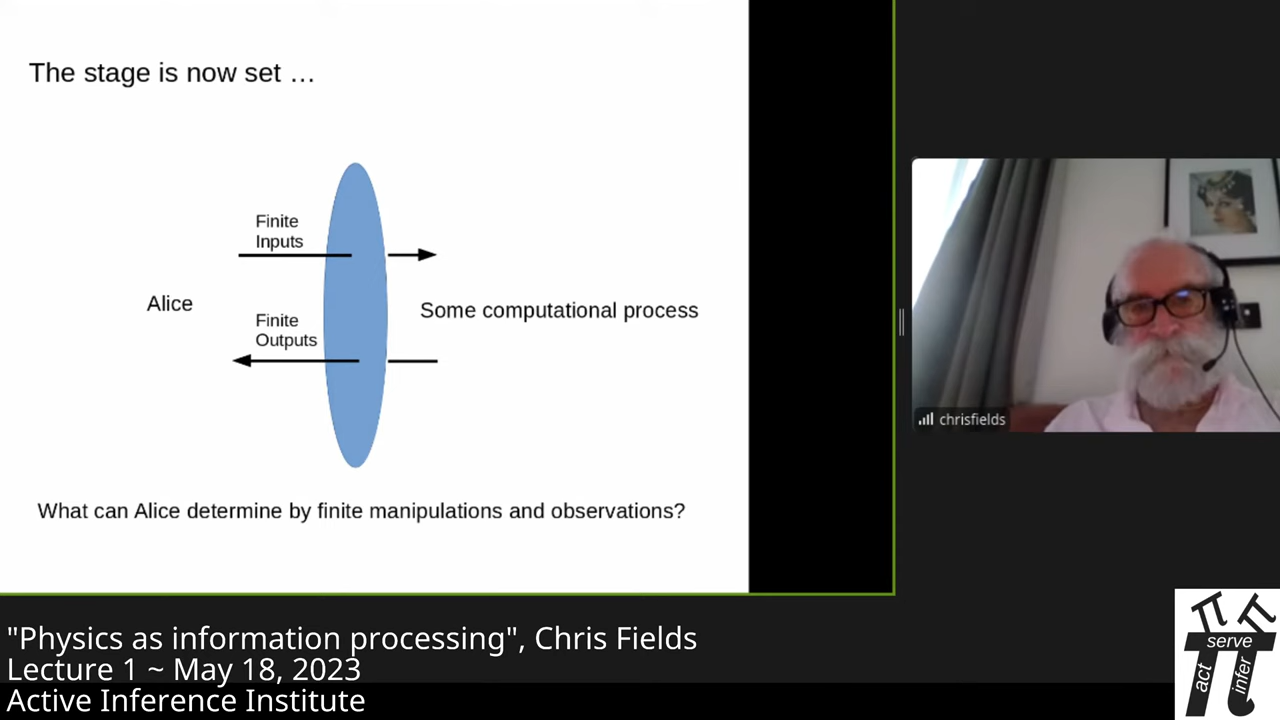 The stage is now set …
Finite
Inputs
Alice
Some computational process
Finite
Outputs
What can Alice determine by finite manipulations and observations?
chrisfields
"Physics as information processing", Chris Fields
Lecture 1 ~ May 18, 2023
Active Inference Institute
serve
act
infer